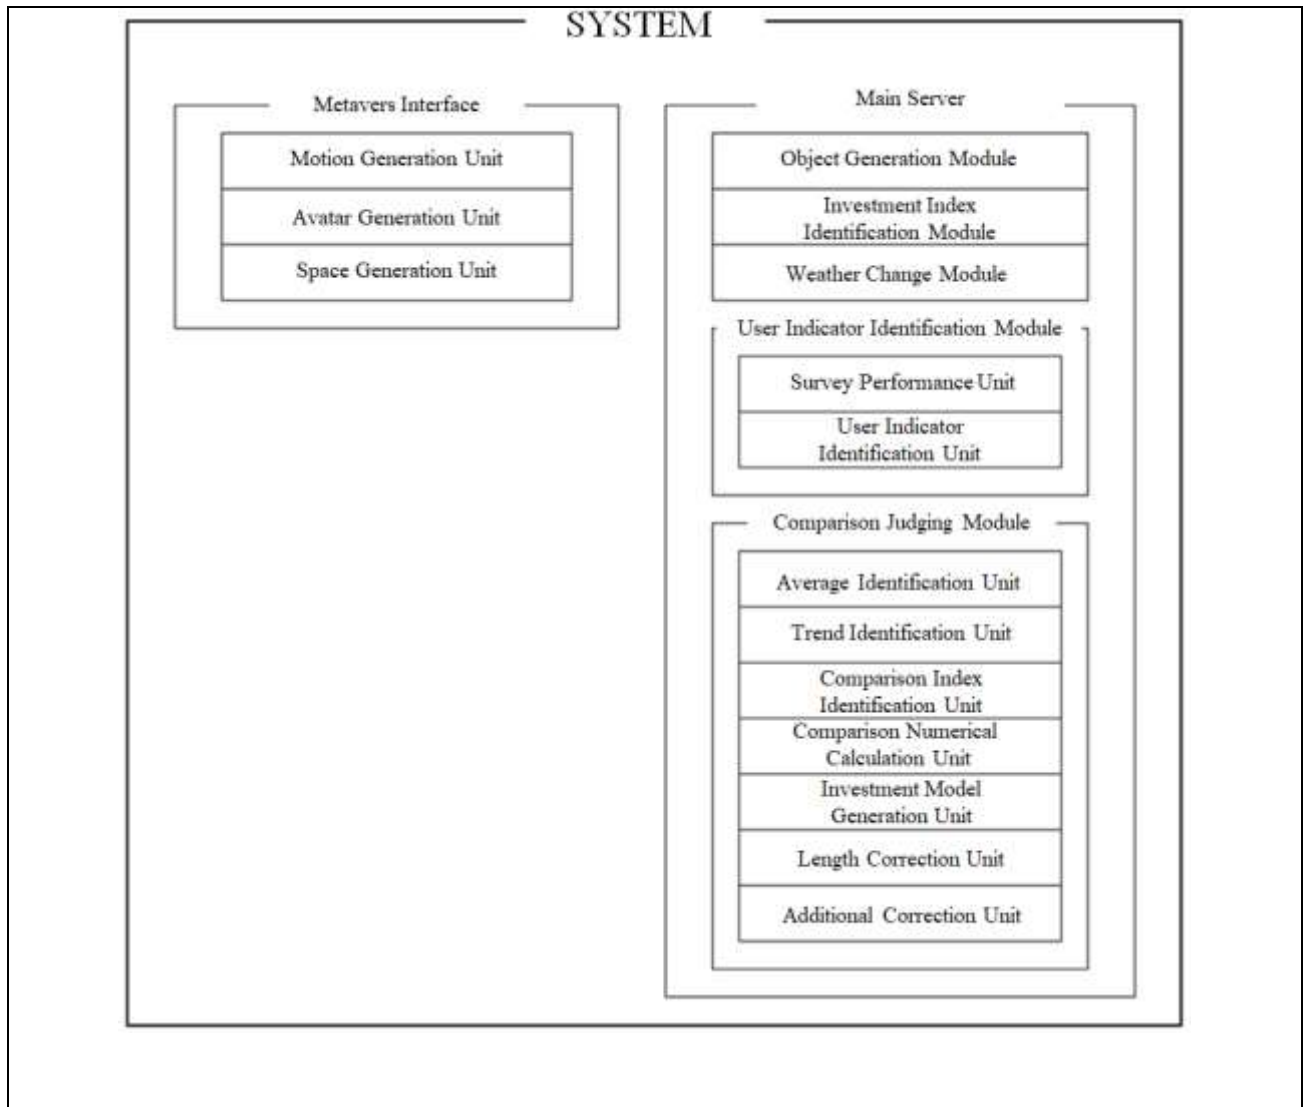 SYSTEM
Metavers Interface
Motion Generation Unit
Avatar Generation Unit
Space Generation Unit
Main Server
Object Generation Module
Investment Index
Identification Module
Weather Change Module
User Indicator Identification Module
Survey Performance Unit
User Indicator
Identification Unit
Comparison Judging Module
Average Identification Unit
Trend Identification Unit
Comparison Index
Identification Unit
Comparison Numerical
Calculation Unit
Investment Model
Generation Unit
Length Correction Unit
Additional Correction Unit